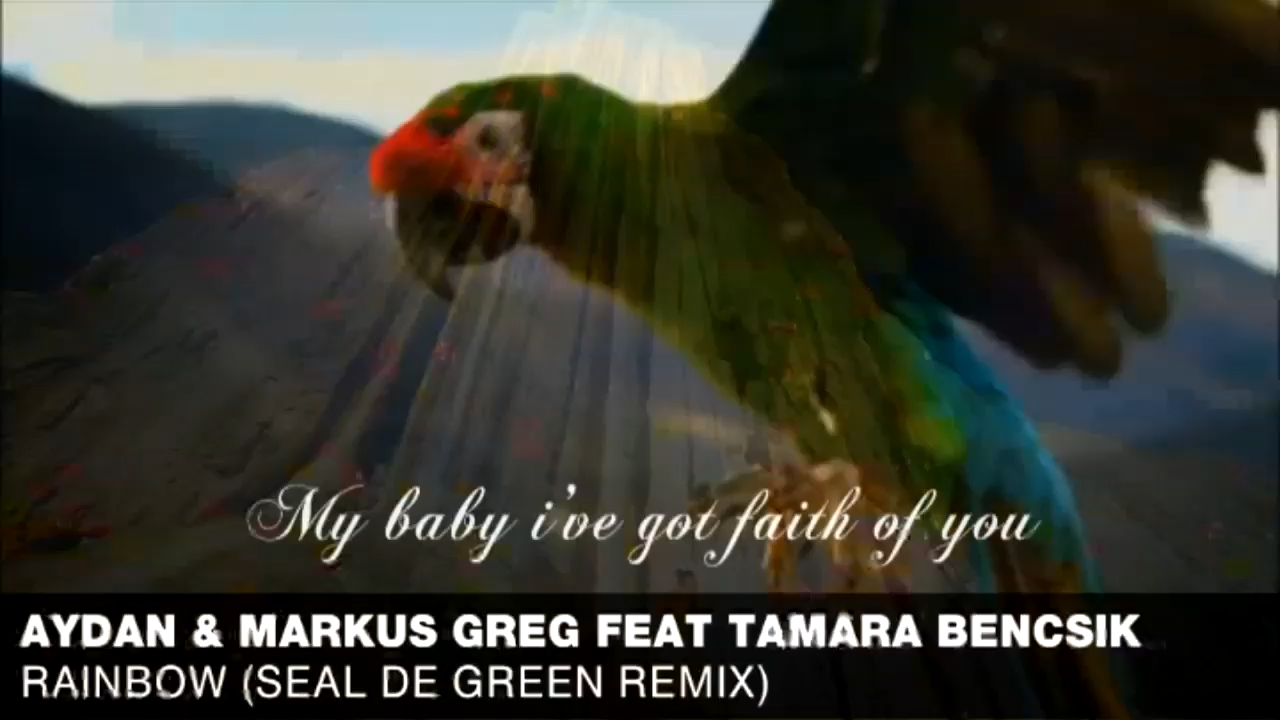 My baby i've got faith of you
AYDAN & MARKUS GREG FEAT TAMARA BENCSIK
RAINBOW (SEAL DE GREEN REMIX)